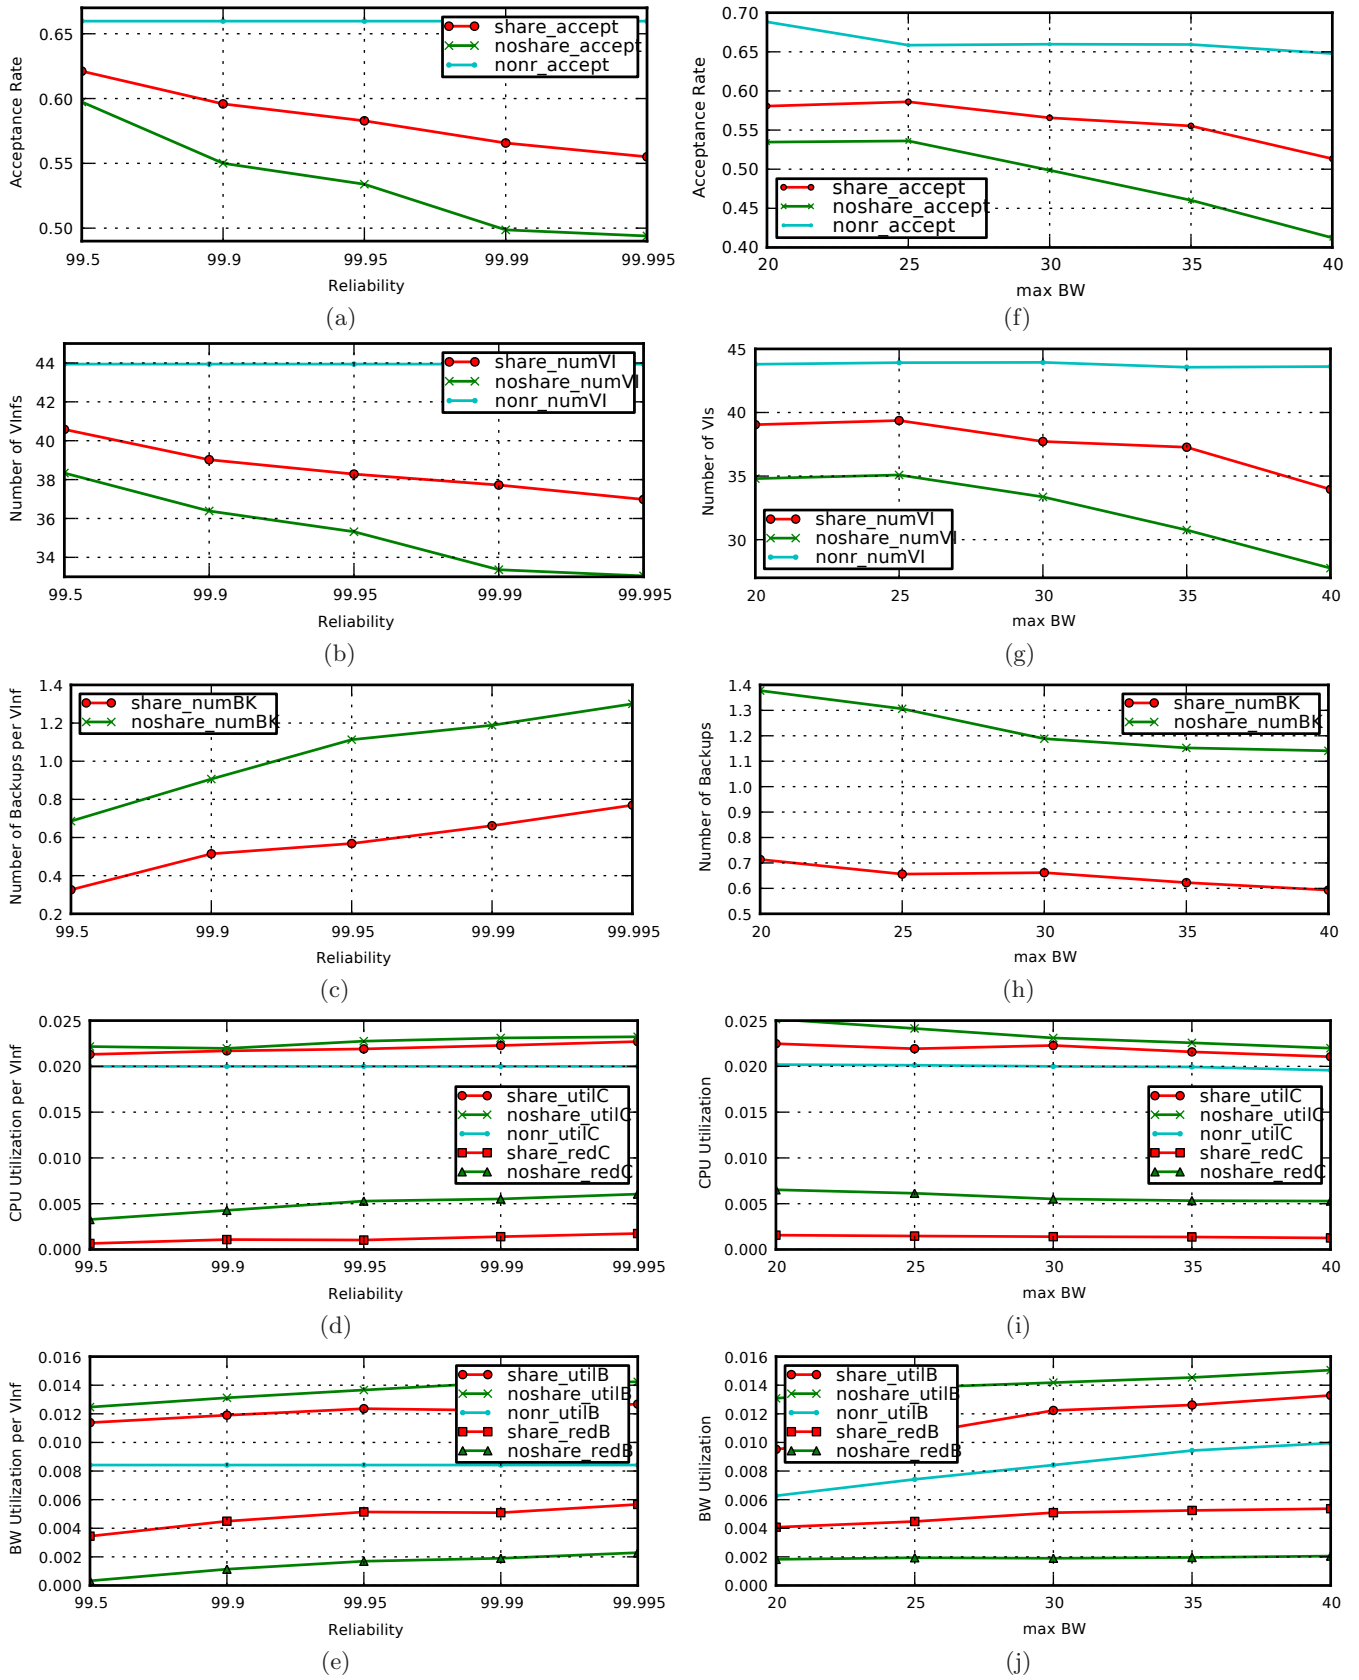 0.65
0.60
0.55
0.50
Acceptance Rate
share_accept
noshare_accept
nonr_accept
99.5 99.9 99.95 99.99 99.995
Reliability
(a)
44
42
40
38
36
34
Number of VInfs
share_numVI
noshare_numVI
nonr_numVI
99.5 99.9 99.95 99.99 99.995
Reliability
(b)
1.4
1.2
1.0
0.8
0.6
0.4
0.2
Number of Backups per VInf
share_numBK
noshare_numBK
99.5 99.9 99.95 99.99 99.995
Reliability
(c)
0.025
0.020
0.015
0.010
0.005
0.000
CPU Utilization per VInf
share_utilC
noshare_utilC
nonr_utilC
share_redC
noshare_redC
99.5 99.9 99.95 99.99 99.995
Reliability
(d)
0.016
0.014
0.012
0.010
0.008
0.006
0.004
0.002
0.000
BW Utilization per VInf
share_utilB
noshare_utilB
nonr_utilB
share_redB
noshare_redB
99.5 99.9 99.95 99.99 99.995
Reliability
(e)
0.70
0.65
0.60
0.55
0.50
0.45
0.40
Acceptance Rate
share_accept
noshare_accept
nonr_accept
20 25 30 35 40
max BW
(f)
45
40
35
30
Number of VIs
share_numVI
noshare_numVI
nonr_numVI
20 25 30 35 40
max BW
(g)
1.4
1.3
1.2
1.1
1.0
0.9
0.8
0.7
0.6
0.5
Number of Backups
share_numBK
noshare_numBK
20 25 30 35 40
max BW
(h)
0.025
0.020
0.015
0.010
0.005
0.000
CPU Utilization
share_utilC
noshare_utilC
nonr_utilC
share_redC
noshare_redC
20 25 30 35 40
max BW
(i)
0.016
0.014
0.012
0.010
0.008
0.006
0.004
0.002
0.000
BW Utilization
share_utilB
noshare_utilB
nonr_utilB
share_redB
noshare_redB
20 25 30 35 40
max BW
(j)